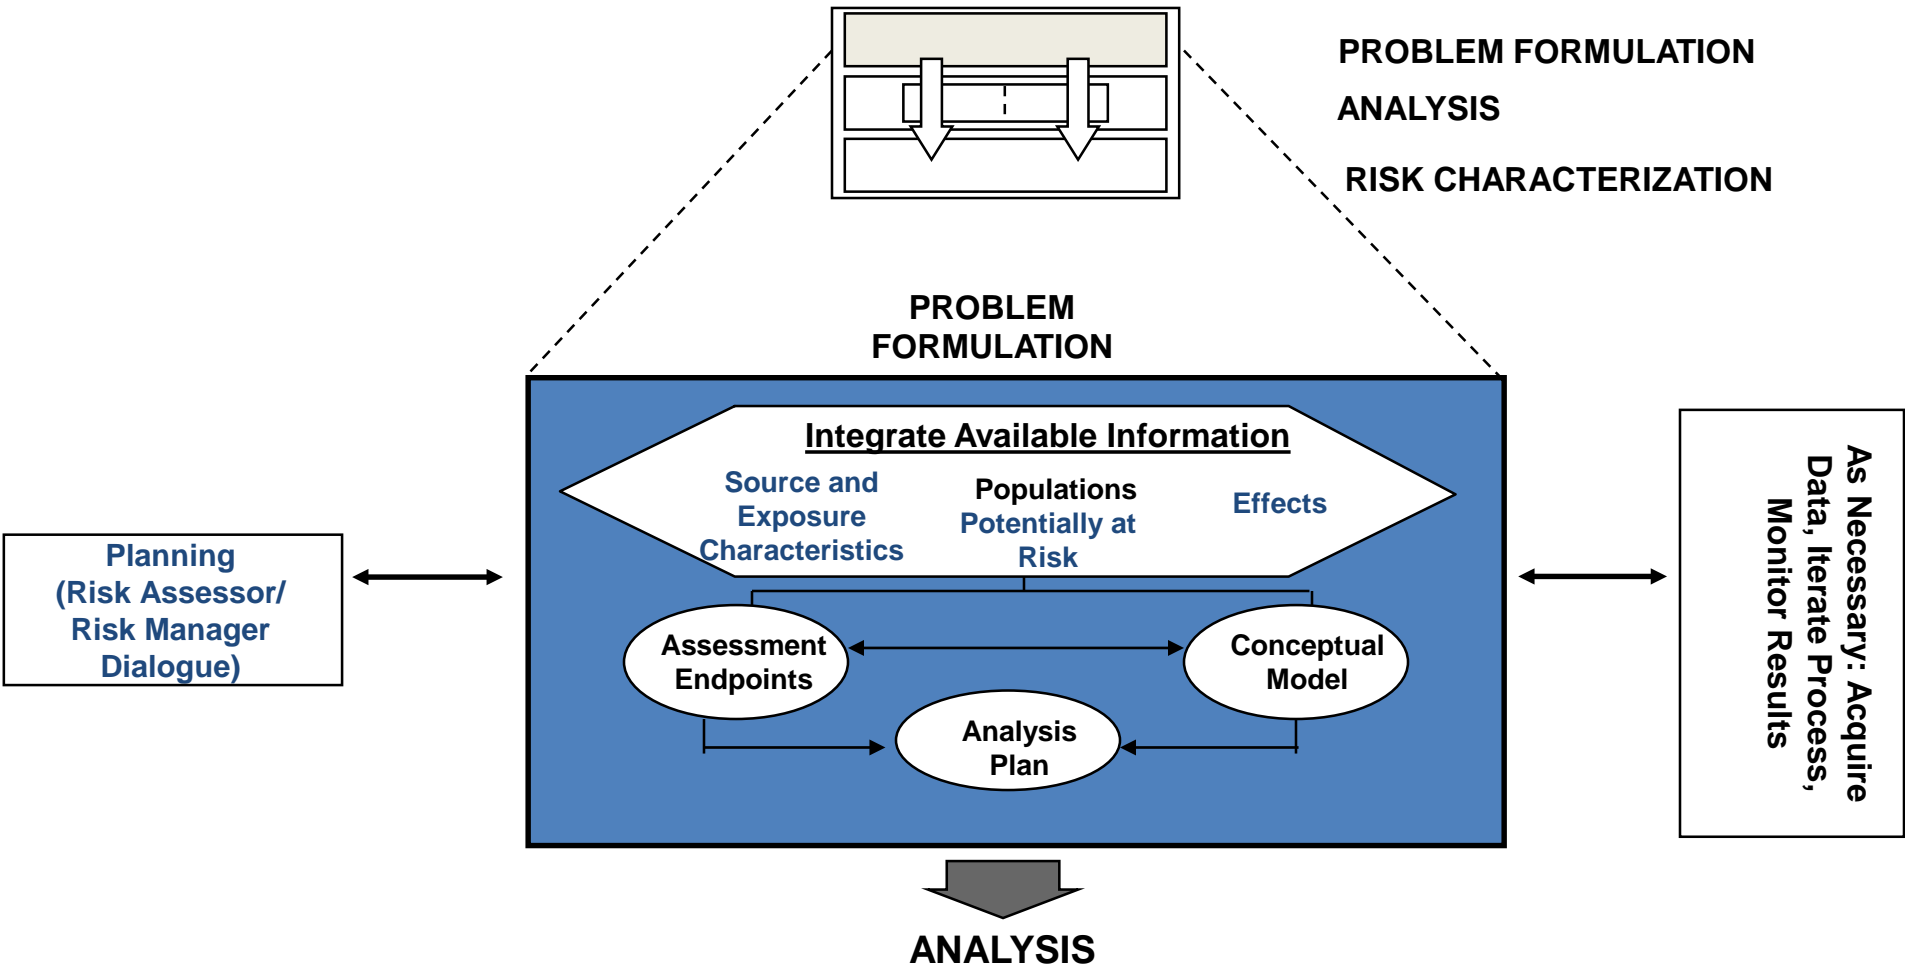 PROBLEM FORMULATION
ANALYSIS
RISK CHARACTERIZATION
PROBLEM
FORMULATION
Integrate Available Information
Source and
Exposure
Characteristics
Populations
Potentially at
Risk
Effects
Planning
(Risk Assessor/
Risk Manager
Dialogue)
Assessment
Endpoints
Conceptual
Model
Analysis
Plan
As Necessary: Acquire
Data, Iterate Process,
Monitor Results
ANALYSIS